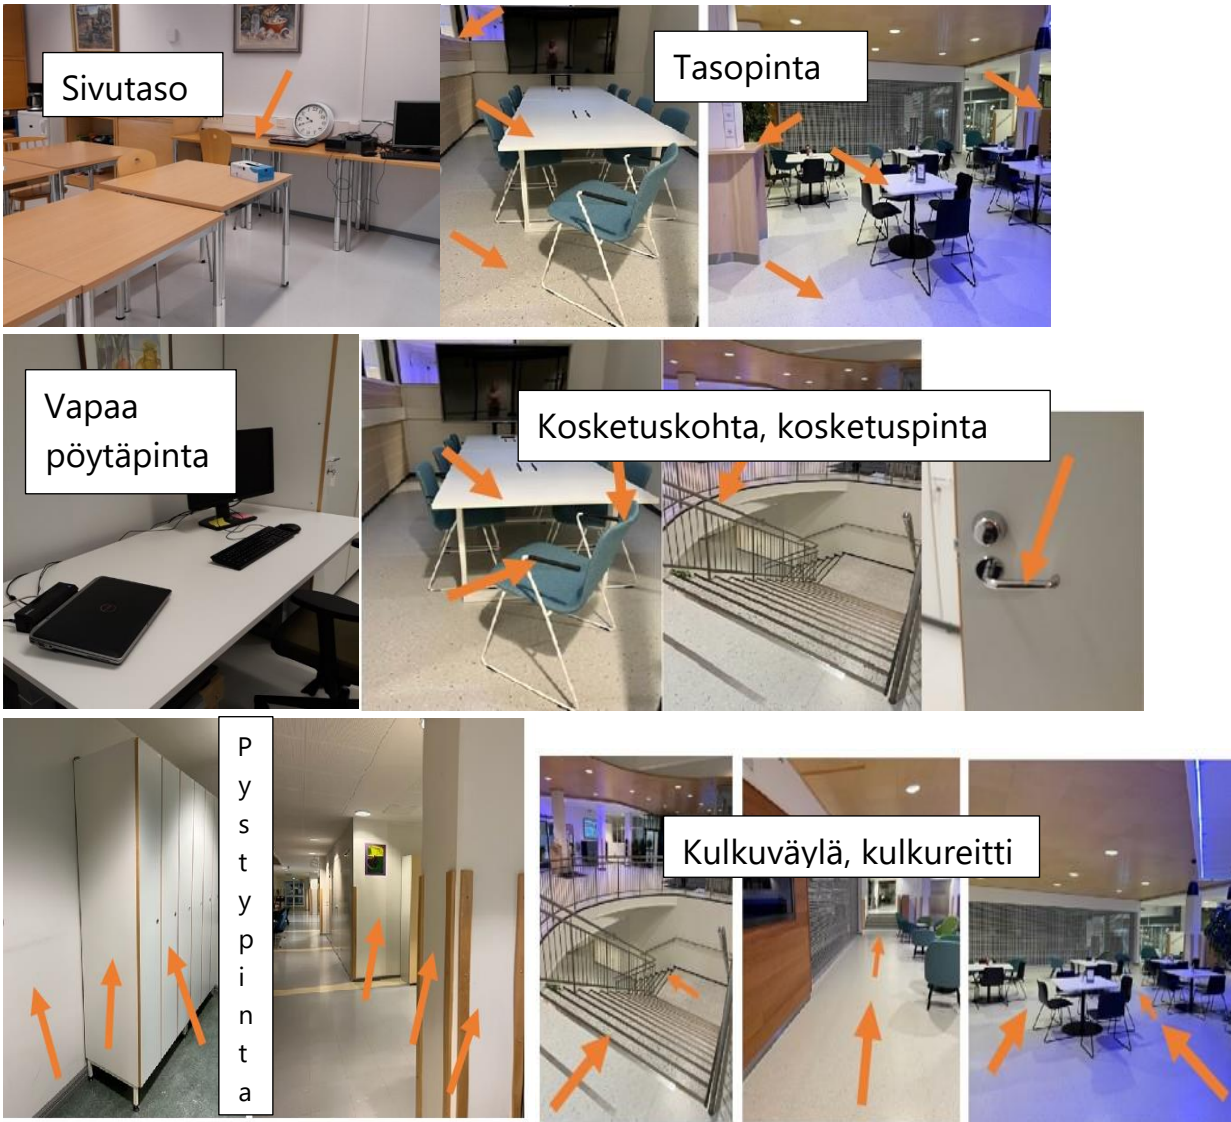 Sivutaso
Tasopinta
Vapaa
pöytäpinta
Kosketuskohta, kosketuspinta
P
y
s
t
y
p
i
n
t
a
Kulkuväylä, kulkureitti